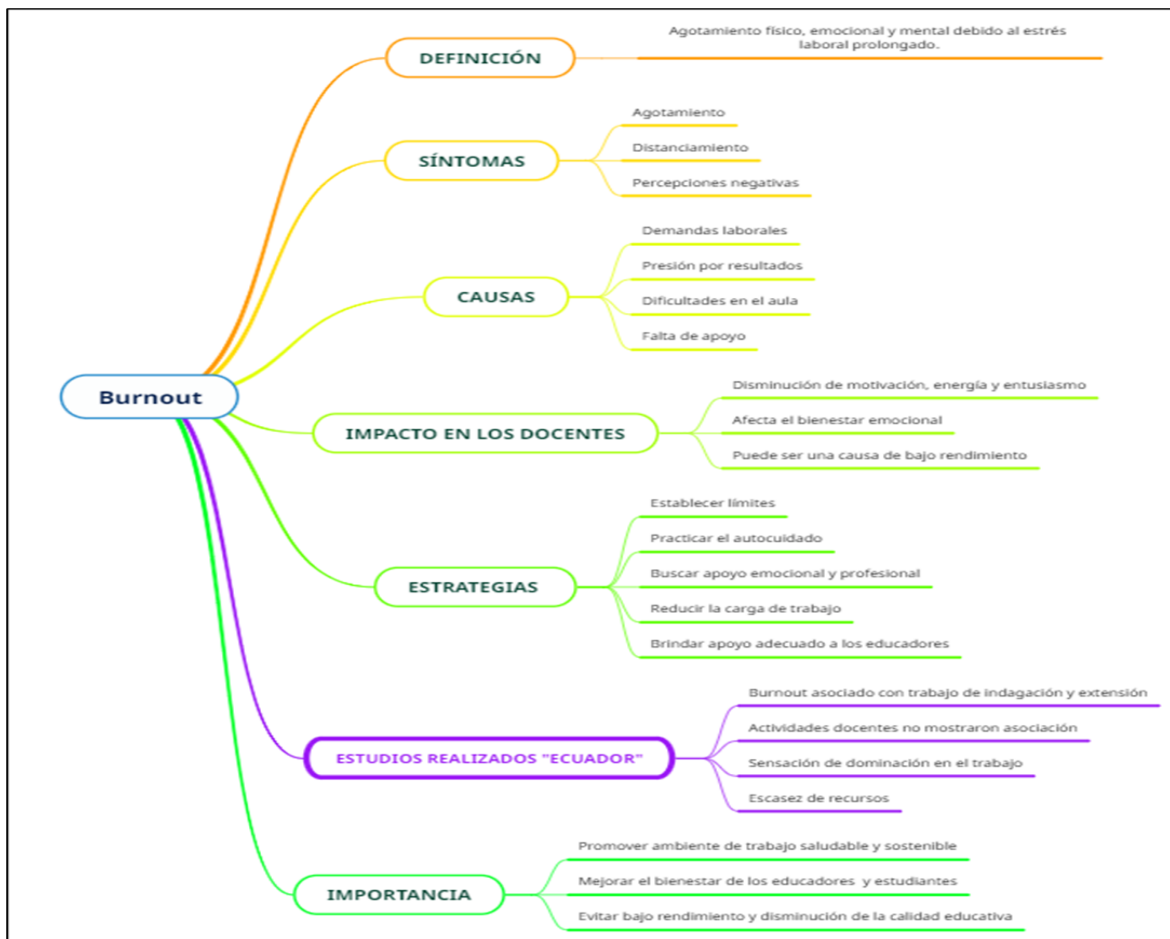 Burnout
DEFINICIÓN
Agotamiento físico, emocional y mental debido al estrés
laboral prolongado.
SÍNTOMAS
Agotamiento
Distanciamiento
Percepciones negativas
CAUSAS
Demandas laborales
Presión por resultados
Dificultades en el aula
Falta de apoyo
IMPACTO EN LOS DOCENTES
Disminución de motivación, energía y entusiasmo
Afecta el bienestar emocional
Puede ser una causa de bajo rendimiento
ESTRATEGIAS
Establecer límites
Practicar el autocuidado
Buscar apoyo emocional y profesional
Reducir la carga de trabajo
Brindar apoyo adecuado a los educadores
ESTUDIOS REALIZADOS "ECUADOR"
Burnout asociado con trabajo de indagación y extensión
Actividades docentes no mostraron asociación
Sensación de dominación en el trabajo
Escasez de recursos
IMPORTANCIA
Promover ambiente de trabajo saludable y sostenible
Mejorar el bienestar de los educadores y estudiantes
Evitar bajo rendimiento y disminución de la calidad educativa